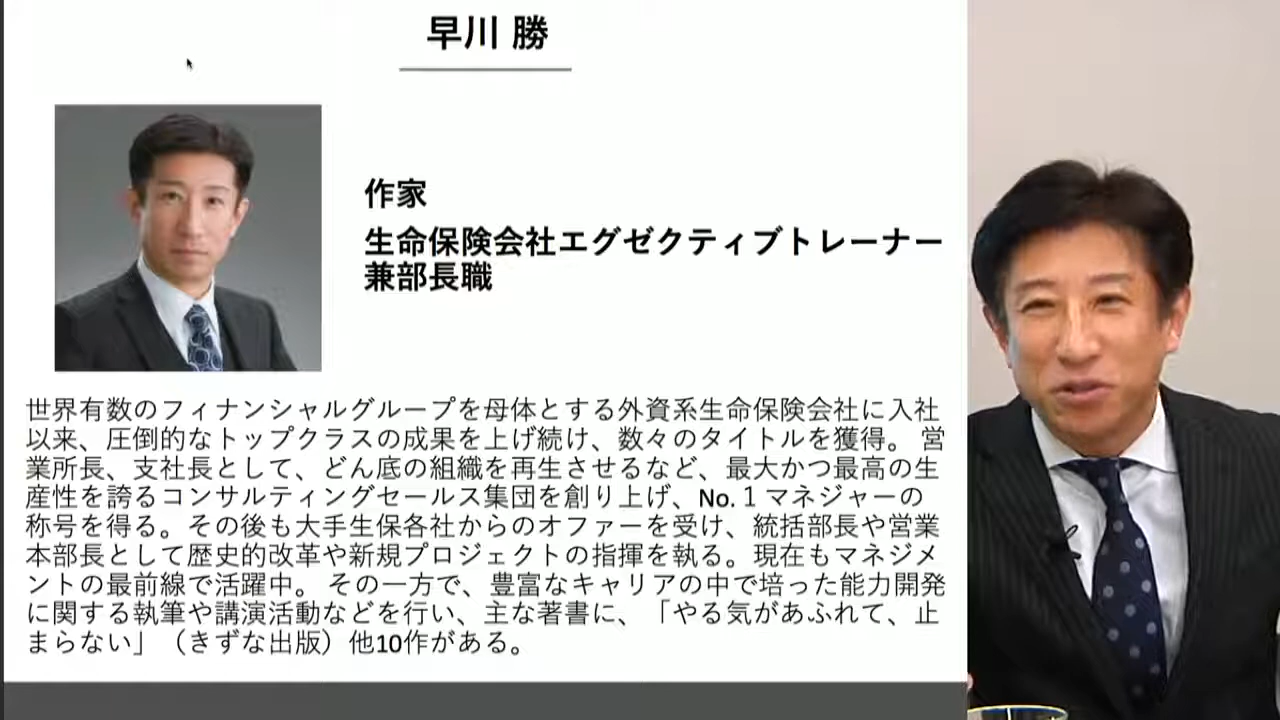 早川 勝
作家
生命保険会社エグゼクティブトレーナー
兼部長職
世界有数のフィナンシャルグループを母体とする外資系生命保険会社に入社
以来、圧倒的なトップクラスの成果を上げ続け、数々のタイトルを獲得。 営
業所長、支社長として、どん底の組織を再生させるなど、最大かつ最高の生
産性を誇るコンサルティングセールス集団を創り上げ、No.１マネジャーの
称号を得る。その後も大手生保各社からのオファーを受け、統括部長や営業
本部長として歴史的改革や新規プロジェクトの指揮を執る。現在もマネジメ
ントの最前線で活躍中。 その一方で、豊富なキャリアの中で培った能力開発
に関する執筆や講演活動などを行い、主な著書に、「やる気があふれて、止
まらない」（きずな出版）他10作がある。